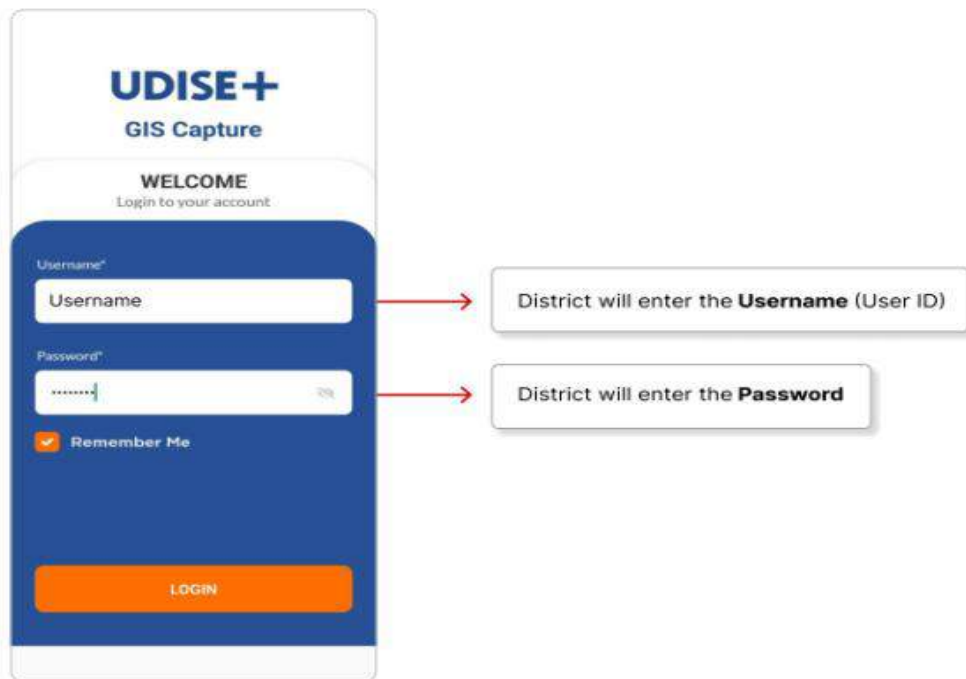 UDISE+
GIS Capture
WELCOME
Login to your account
Username*
Username
District will enter the Username (User ID)
Password*
········
District will enter the Password
Remember Me
LOGIN